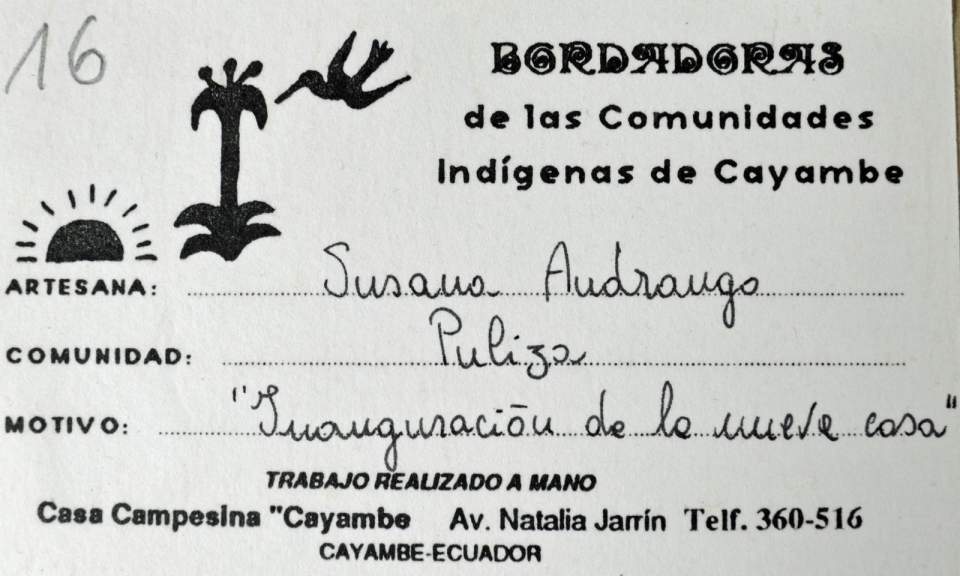 16
BORDADORAS
de las Comunidades
Indígenas de Cayambe
ARTESANA: Susana Andrango
COMUNIDAD: Puliza
MOTIVO: "Inauguración de la nueva casa"
TRABAJO REALIZADO A MANO
Casa Campesina "Cayambe Av. Natalia Jarrín Telf. 360-516
CAYAMBE-ECUADOR